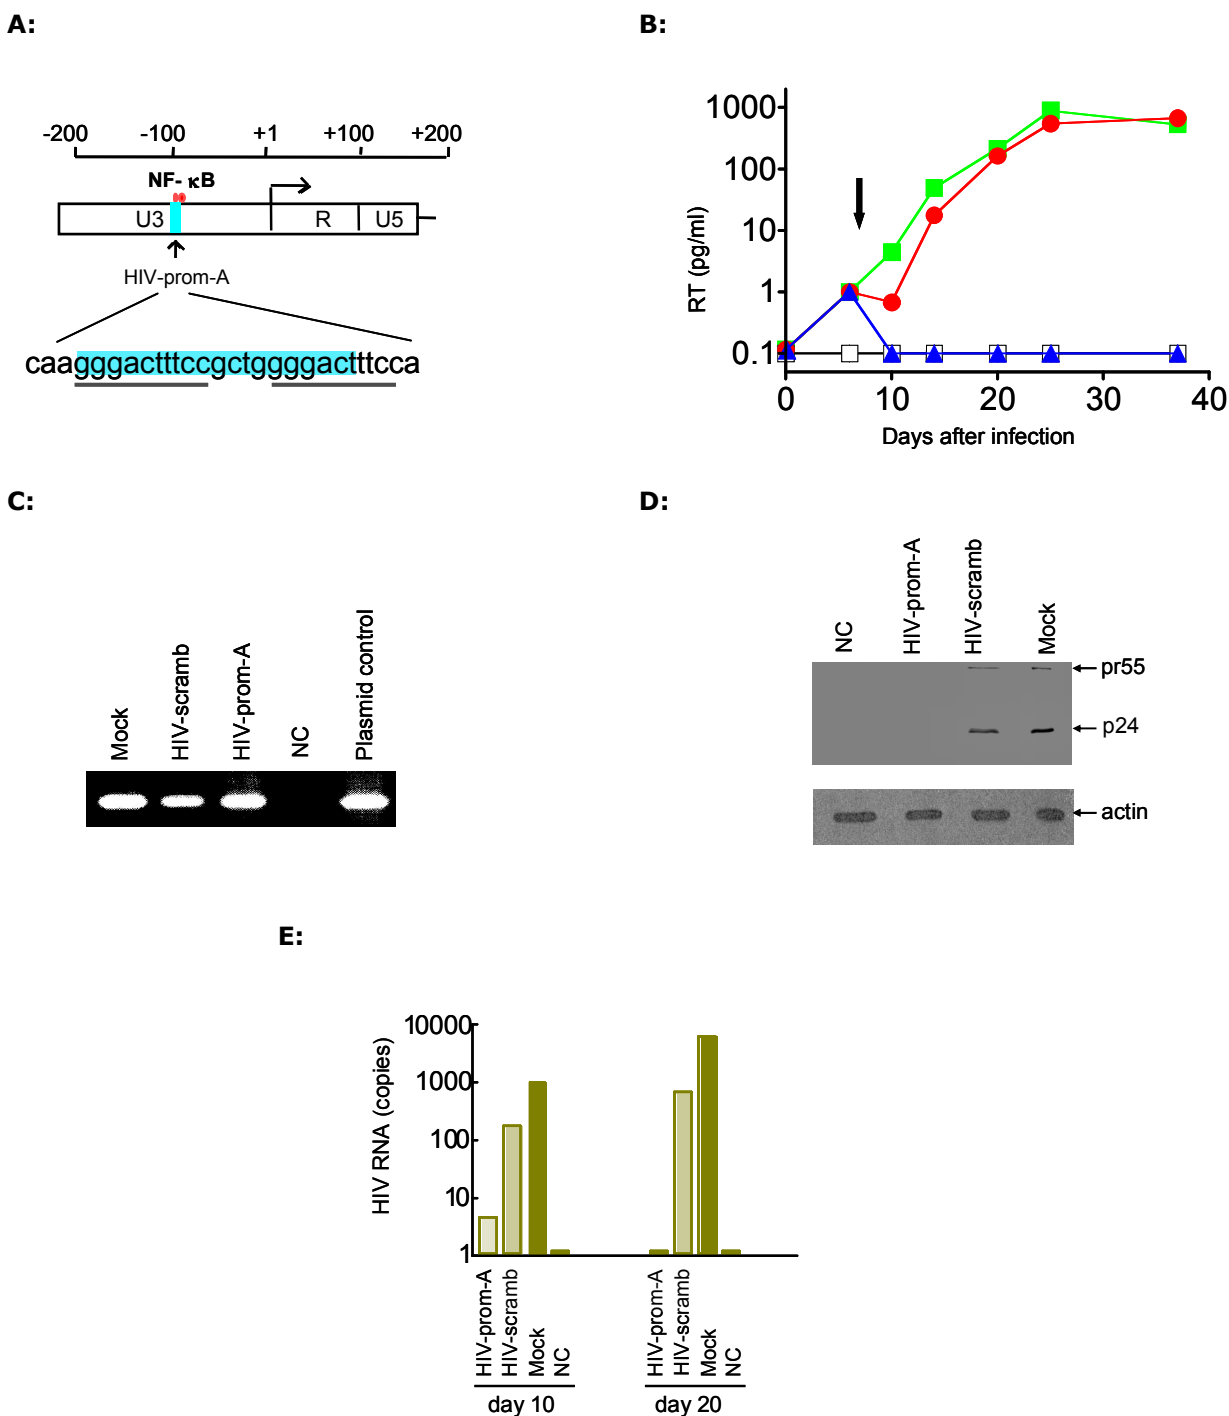 A:
-200 -100 +1 +100 +200
NF- κB
U3 R U5
HIV-prom-A
caagggactttccgctggggactttcca
B:
RT (pg/ml)
1000
100
10
1
0.1
0 10 20 30 40
Days after infection
C:
Mock
HIV-scramb
HIV-prom-A
NC
Plasmid control
D:
NC
HIV-prom-A
HIV-scramb
Mock
pr55
p24
actin
E:
HIV RNA (copies)
10000
1000
100
10
1
HIV-prom-A
HIV-scramb
Mock
NC
HIV-prom-A
HIV-scramb
Mock
NC
day 10 day 20